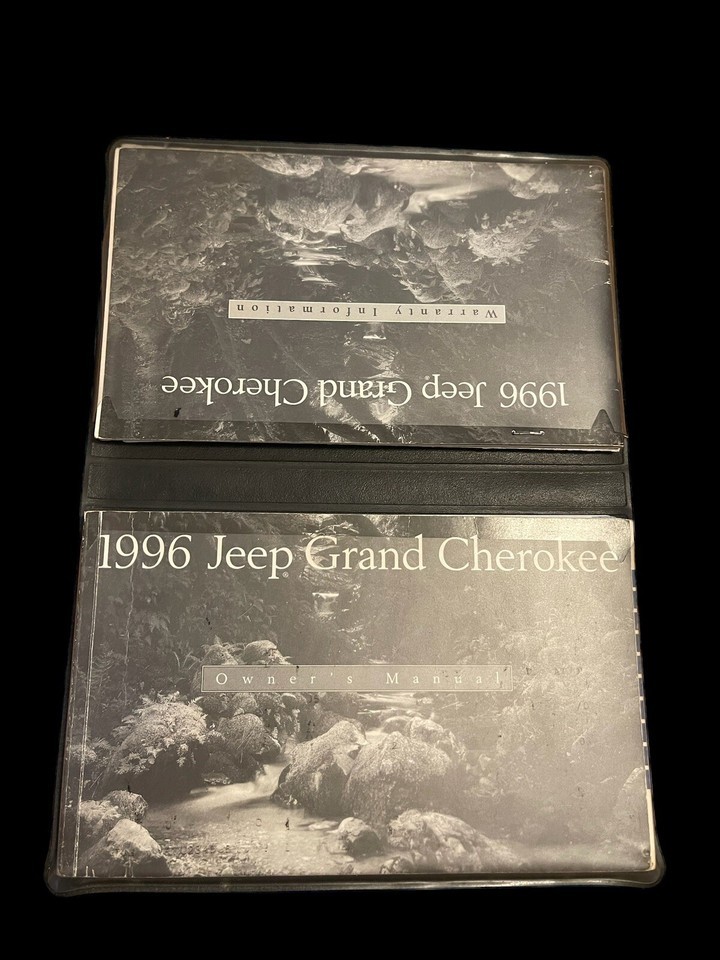 Warranty Information
1996 Jeep Grand Cherokee
1996 Jeep® Grand Cherokee
Owner's Manual